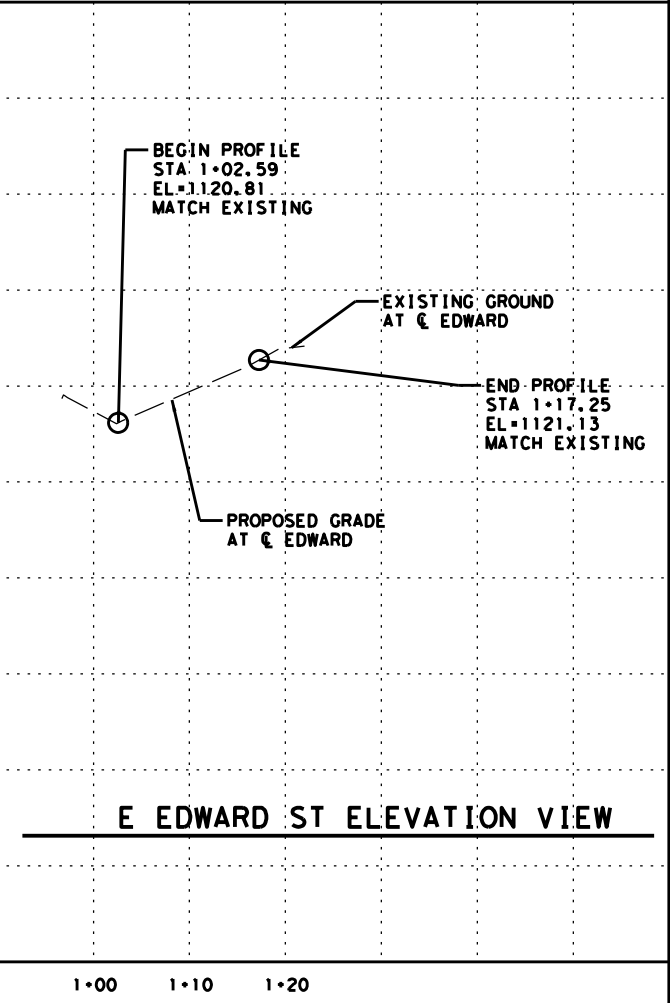 BEGIN PROFILE
STA 1+02.59
EL=1120.81
MATCH EXISTING
EXISTING GROUND
AT ℄ EDWARD
END PROFILE
STA 1+17.25
EL=1121.13
MATCH EXISTING
PROPOSED GRADE
AT ℄ EDWARD
E EDWARD ST ELEVATION VIEW
1+00 1+10 1+20